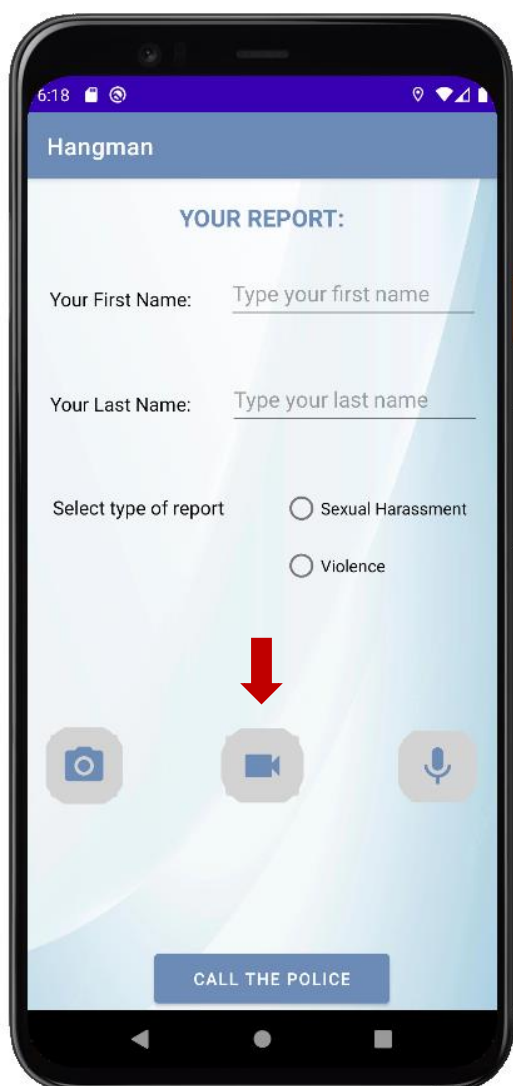 6:18
Hangman
YOUR REPORT:
Your First Name: Type your first name
Your Last Name: Type your last name
Select type of report Sexual Harassment
Violence
CALL THE POLICE